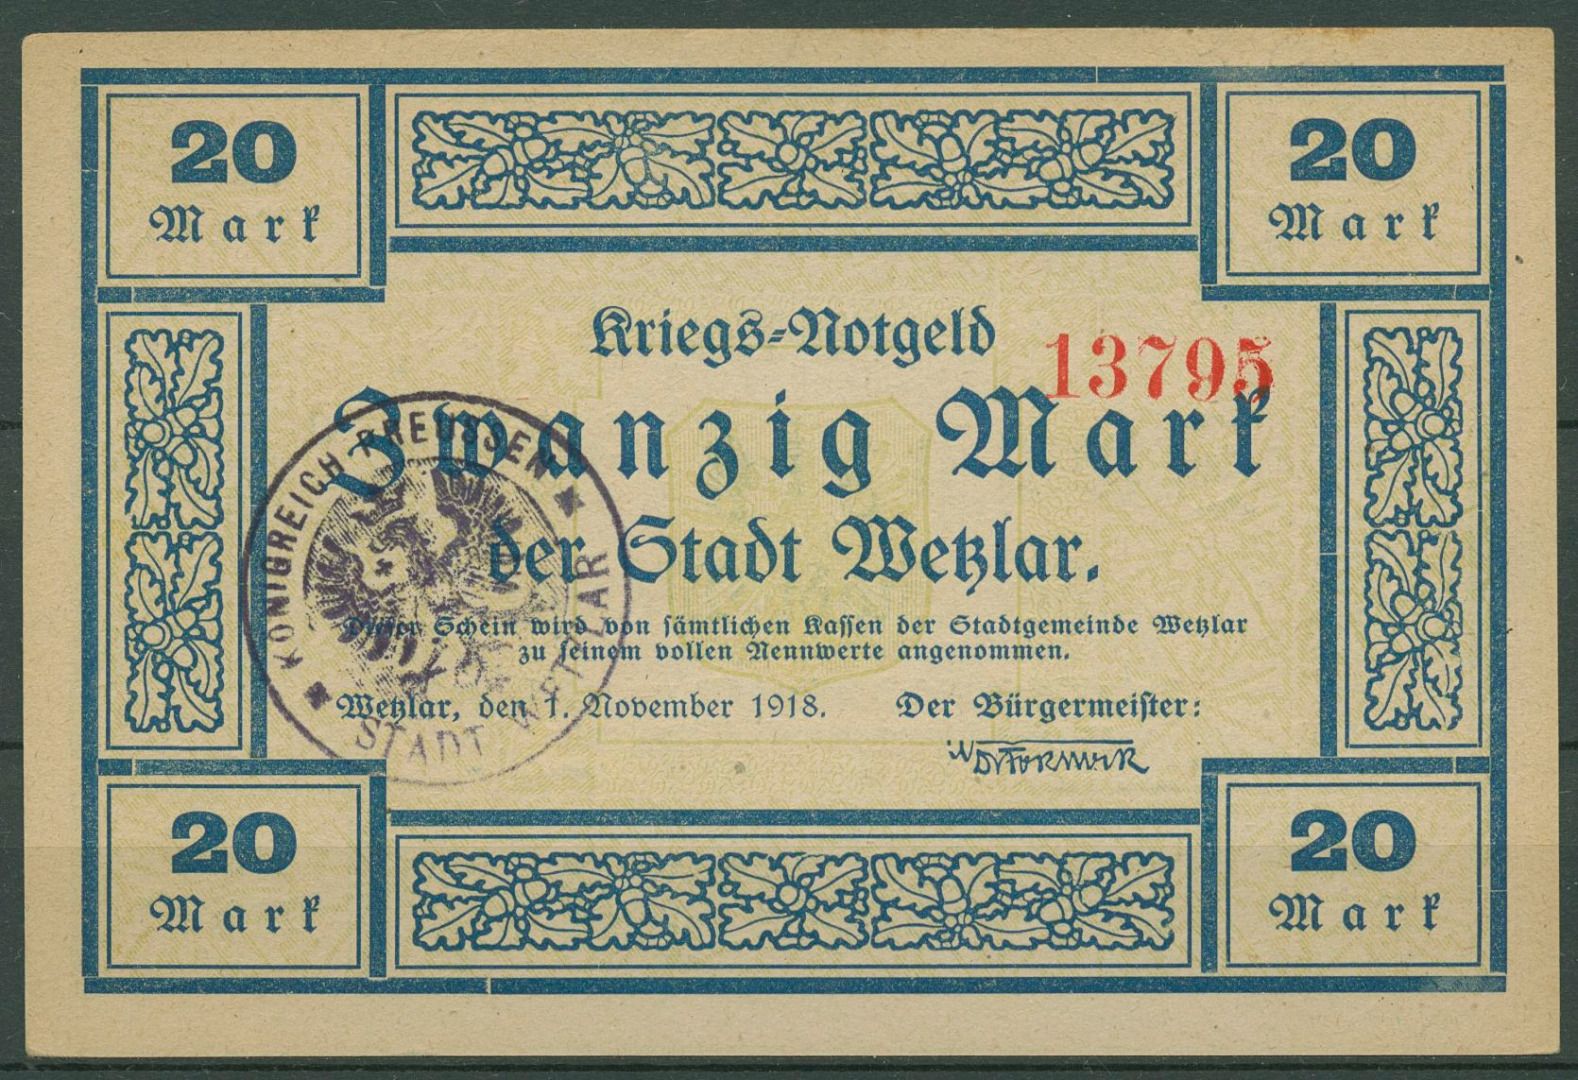 20 Mark
20 Mark
Kriegs-Notgeld
13795
Zwanzig Mark
der Stadt Wetzlar.
Dieser Schein wird von sämtlichen Kassen der Stadtgemeinde Wetzlar
zu seinem vollen Nennwerte angenommen.
Wetzlar, den 1. November 1918. Der Bürgermeister:
KÖNIGREICH PREUSSEN
STADT WETZLAR
20 Mark
20 Mark